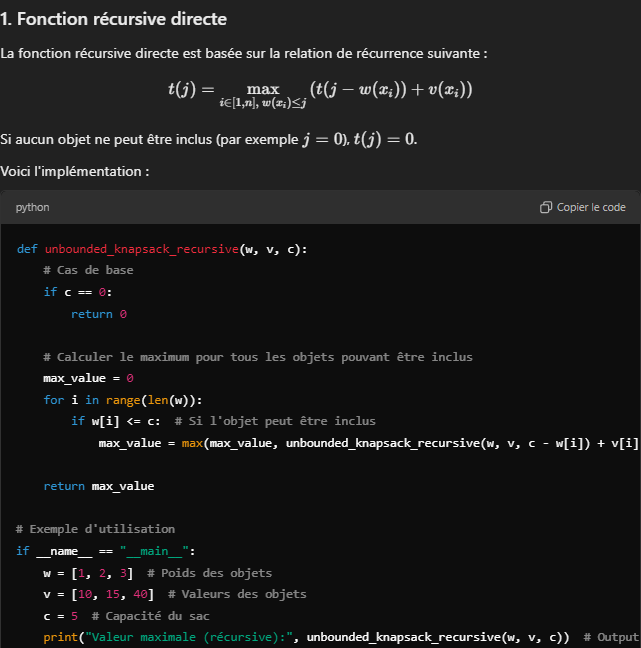 1. Fonction récursive directe
La fonction récursive directe est basée sur la relation de récurrence suivante :
t(j) = max (t(j − w(xᵢ)) + v(xᵢ))
i∈[1,n], w(xᵢ)≤j
Si aucun objet ne peut être inclus (par exemple j = 0), t(j) = 0.
Voici l'implémentation :
python
Copier le code
def unbounded_knapsack_recursive(w, v, c):
    # Cas de base
    if c == 0:
        return 0
    # Calculer le maximum pour tous les objets pouvant être inclus
    max_value = 0
    for i in range(len(w)):
        if w[i] <= c:  # Si l'objet peut être inclus
            max_value = max(max_value, unbounded_knapsack_recursive(w, v, c - w[i]) + v[i]
    return max_value
# Exemple d'utilisation
if __name__ == "__main__":
    w = [1, 2, 3]  # Poids des objets
    v = [10, 15, 40]  # Valeurs des objets
    c = 5  # Capacité du sac
    print("Valeur maximale (récursive):", unbounded_knapsack_recursive(w, v, c))  # Output